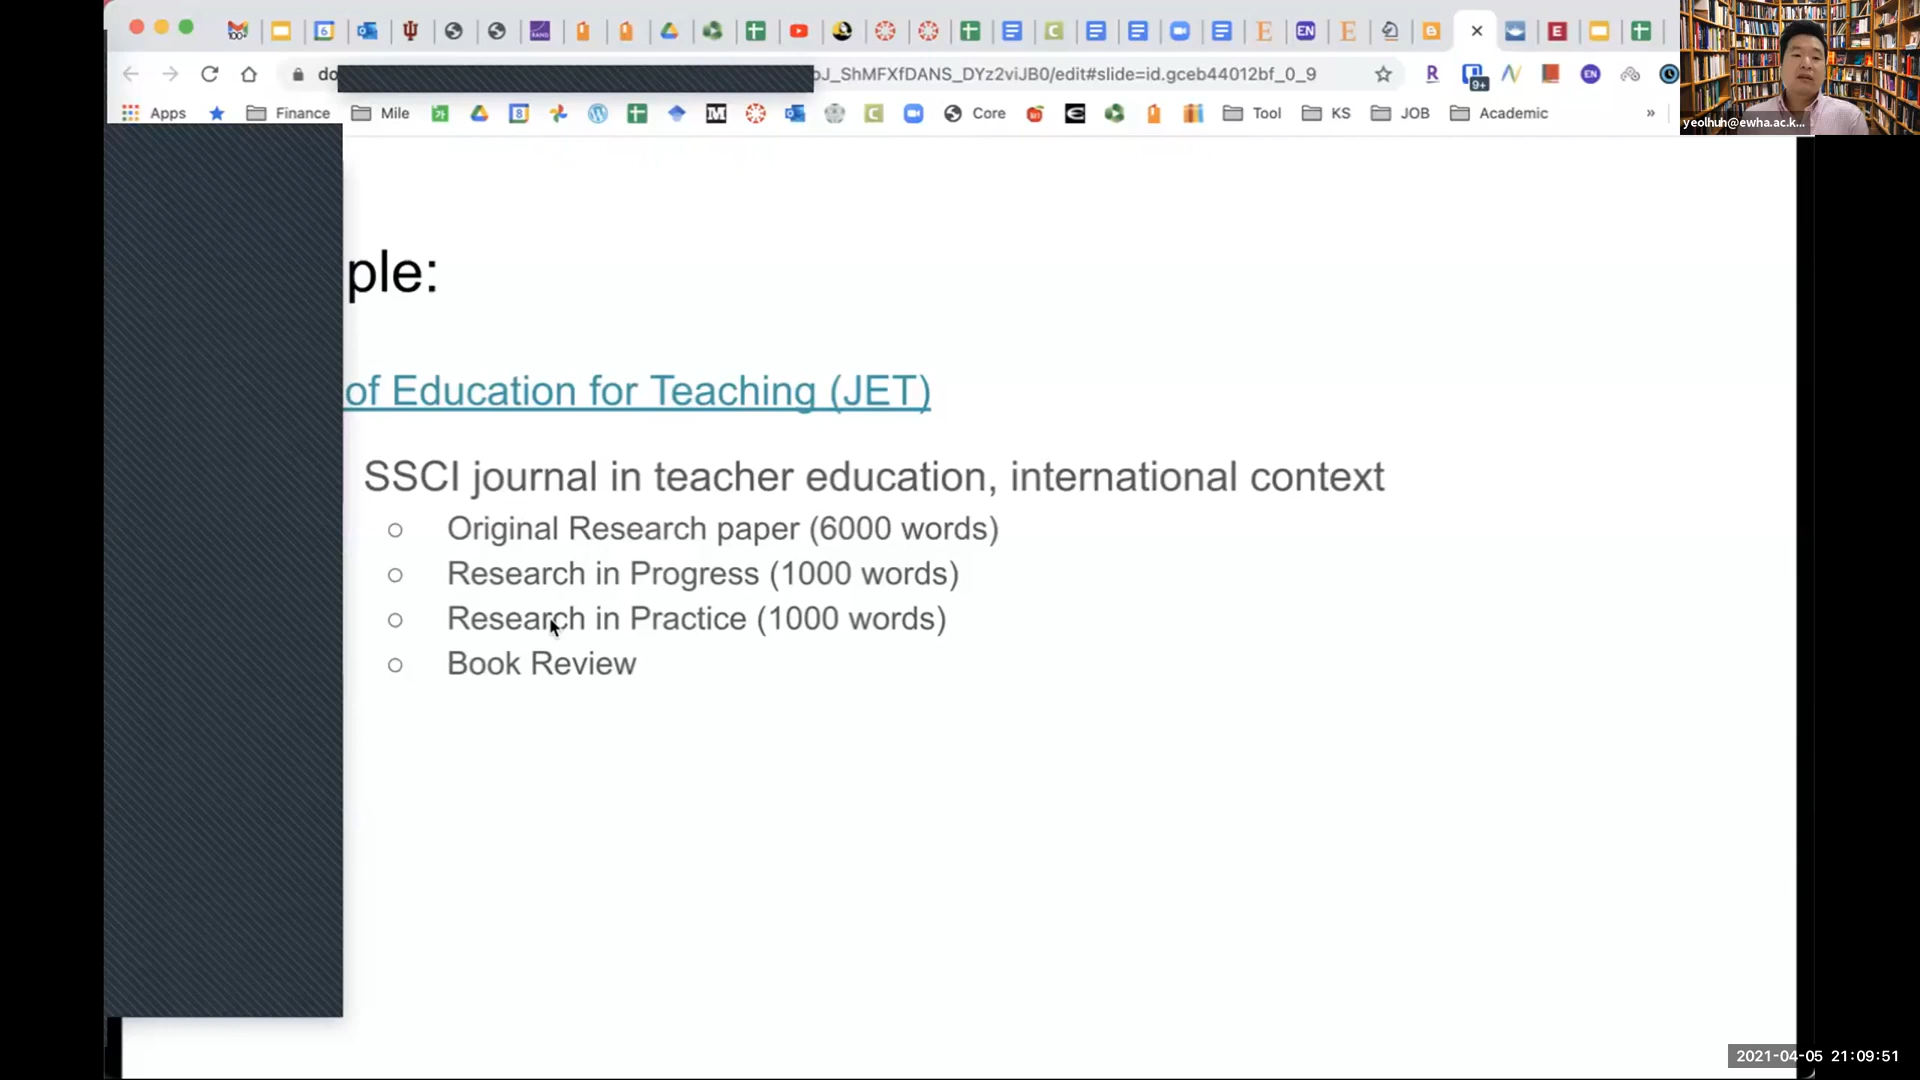 do
oJ_ShMFXfDANS_DYz2viJB0/edit#slide=id.gceb44012bf_0_9
Apps Finance Mile Core Tool KS JOB Academic »
yeolhuh@ewha.ac.k...
ple:
of Education for Teaching (JET)
SSCI journal in teacher education, international context
○ Original Research paper (6000 words)
○ Research in Progress (1000 words)
○ Research in Practice (1000 words)
○ Book Review
2021-04-05 21:09:51